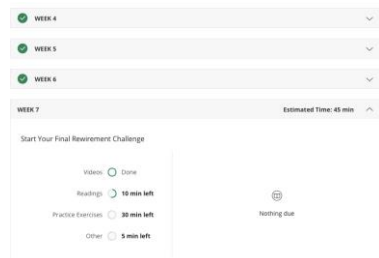 WEEK 4
WEEK 5
WEEK 6
WEEK 7 Estimated Time: 45 min
Start Your Final Rewirement Challenge
Videos Done
Readings 10 min left
Practice Exercises 30 min left
Other 5 min left
Nothing due